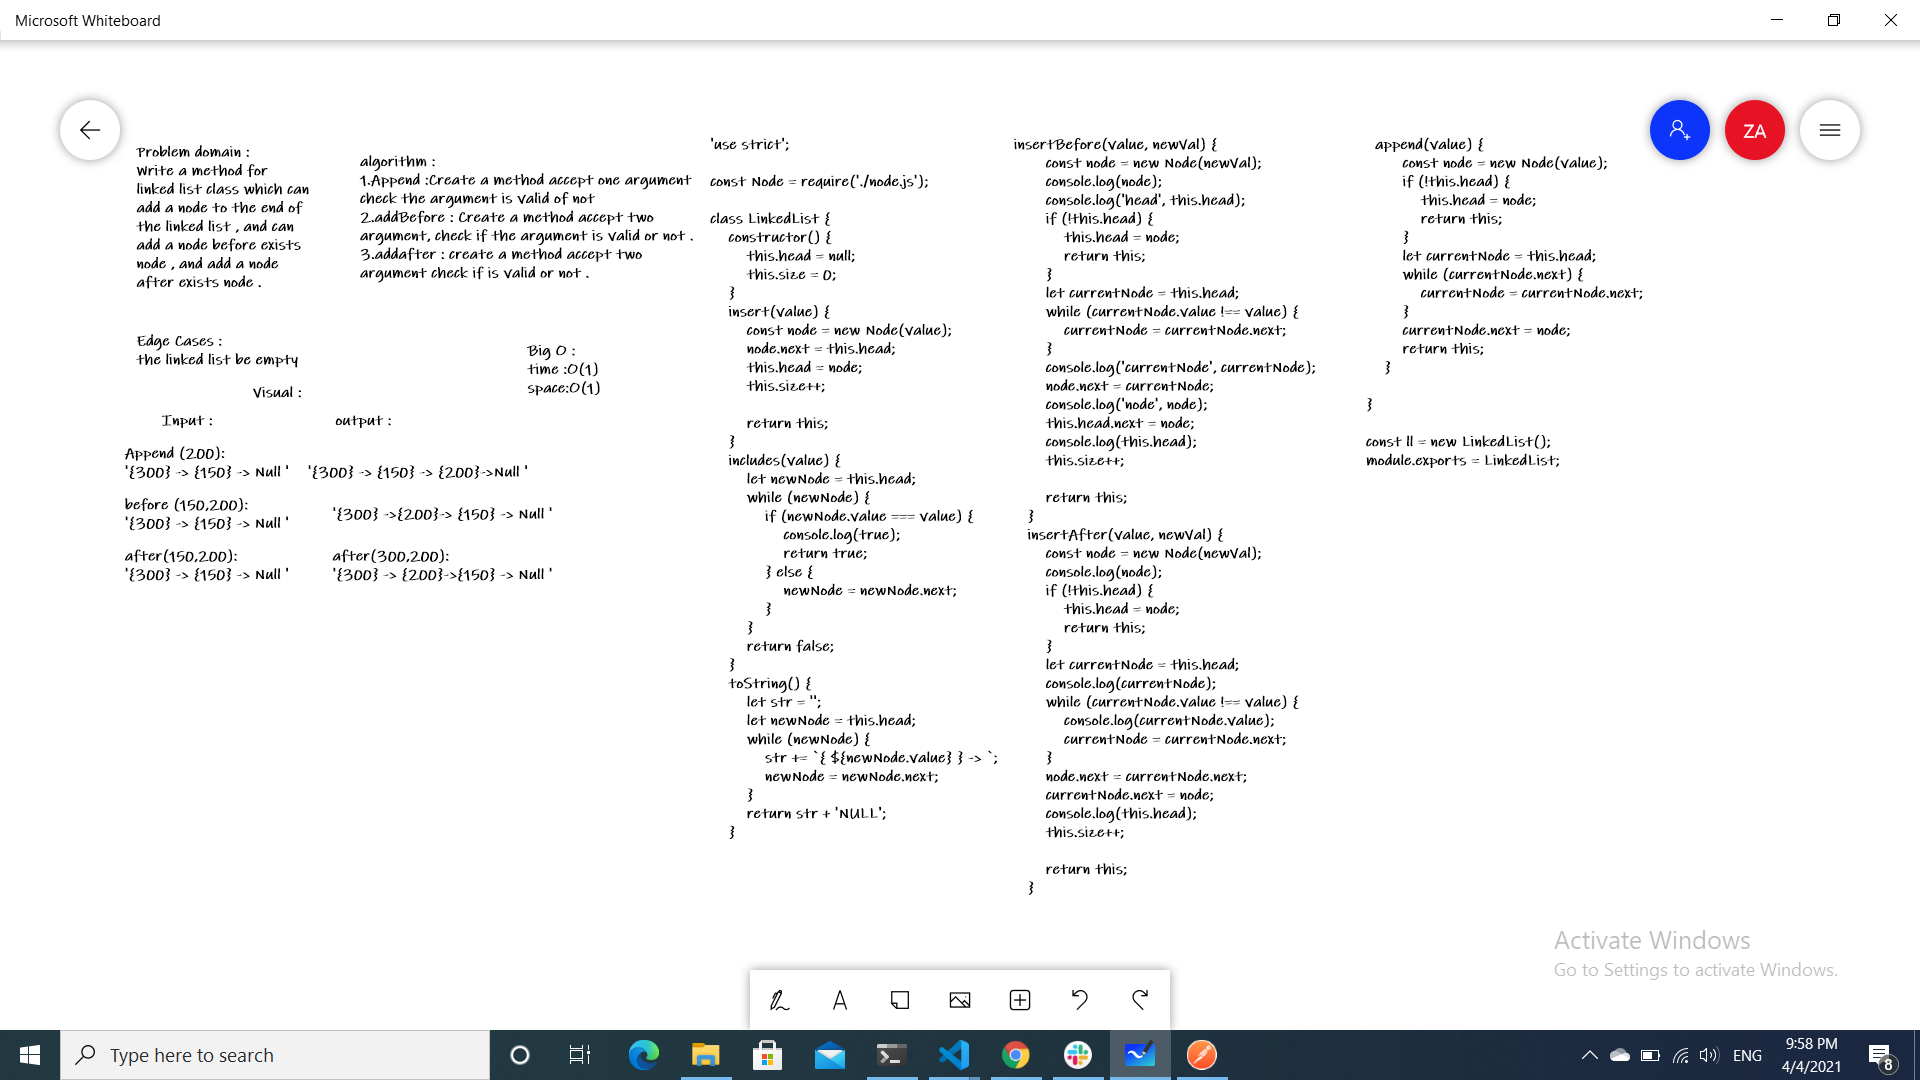 Microsoft Whiteboard
ZA
Problem domain :
Write a method for
linked list class which can
add a node to the end of
the linked list , and can
add a node before exists
node , and add a node
after exists node .
algorithm :
1.Append :Create a method accept one argument
check the argument is valid of not
2.addBefore : Create a method accept two
argument, check if the argument is valid or not .
3.addafter : create a method accept two
argument check if is valid or not .
Edge Cases :
the linked list be empty
Big O :
time :O(1)
space:O(1)
Visual :
Input :
output :
Append (200):
'{300} -> {150} -> Null '
'{300} -> {150} -> {200}->Null '
before (150,200):
'{300} -> {150} -> Null '
'{300} ->{200}-> {150} -> Null '
after(150,200):
'{300} -> {150} -> Null '
after(300,200):
'{300} -> {200}->{150} -> Null '
'use strict';
const Node = require('./node.js');
class LinkedList {
constructor() {
this.head = null;
this.size = 0;
}
insert(value) {
const node = new Node(value);
node.next = this.head;
this.head = node;
this.size++;
return this;
}
includes(value) {
let newNode = this.head;
while (newNode) {
if (newNode.value === value) {
console.log(true);
return true;
} else {
newNode = newNode.next;
}
}
return false;
}
toString() {
let str = '';
let newNode = this.head;
while (newNode) {
str += `{ ${newNode.value} } -> `;
newNode = newNode.next;
}
return str + 'NULL';
}
insertBefore(value, newVal) {
const node = new Node(newVal);
console.log(node);
console.log('head', this.head);
if (!this.head) {
this.head = node;
return this;
}
let currentNode = this.head;
while (currentNode.value !== value) {
currentNode = currentNode.next;
}
console.log('currentNode', currentNode);
node.next = currentNode;
console.log('node', node);
this.head.next = node;
console.log(this.head);
this.size++;
return this;
}
insertAfter(value, newVal) {
const node = new Node(newVal);
console.log(node);
if (!this.head) {
this.head = node;
return this;
}
let currentNode = this.head;
console.log(currentNode);
while (currentNode.value !== value) {
console.log(currentNode.value);
currentNode = currentNode.next;
}
node.next = currentNode.next;
currentNode.next = node;
console.log(this.head);
this.size++;
return this;
}
append(value) {
const node = new Node(value);
if (!this.head) {
this.head = node;
return this;
}
let currentNode = this.head;
while (currentNode.next) {
currentNode = currentNode.next;
}
currentNode.next = node;
return this;
}
}
const ll = new LinkedList();
module.exports = LinkedList;
Activate Windows
Go to Settings to activate Windows.
Type here to search
ENG
9:58 PM
4/4/2021
8